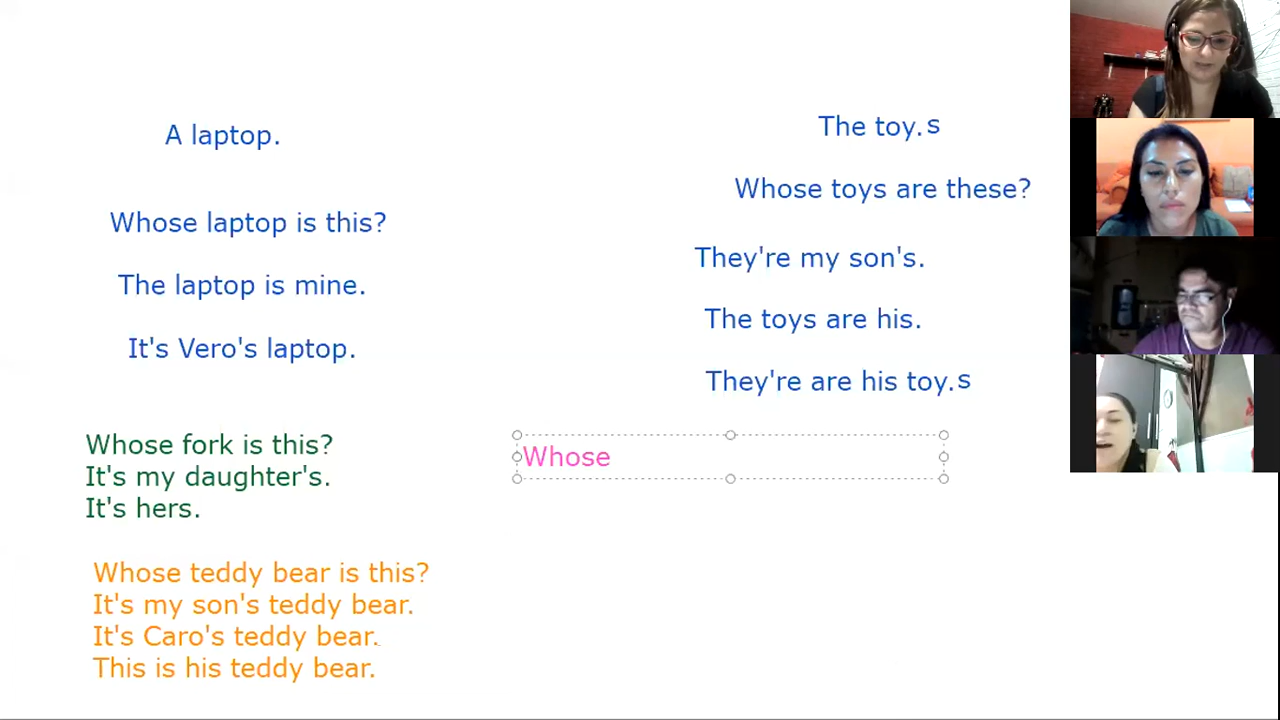 A laptop.
Whose laptop is this?
The laptop is mine.
It's Vero's laptop.
The toy.s
Whose toys are these?
They're my son's.
The toys are his.
They're are his toy.s
Whose fork is this?
It's my daughter's.
It's hers.
Whose teddy bear is this?
It's my son's teddy bear.
It's Caro's teddy bear.
This is his teddy bear.
Whose